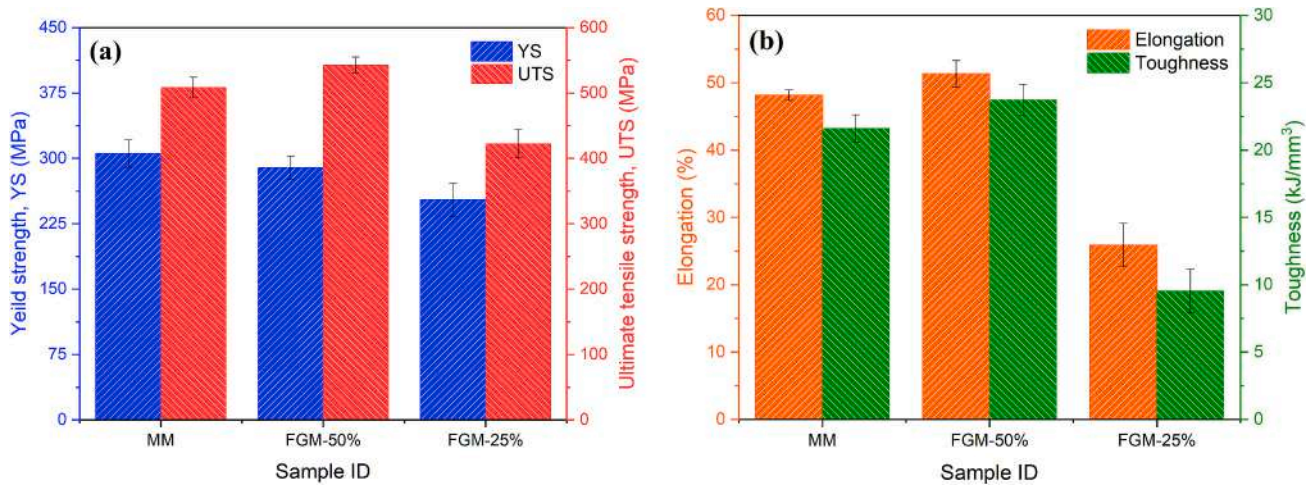 (a)
YS
UTS
Yeild strength, YS (MPa)
450
375
300
225
150
75
0
Ultimate tensile strength, UTS (MPa)
600
500
400
300
200
100
0
MM
FGM-50%
FGM-25%
Sample ID
(b)
Elongation
Toughness
Elongation (%)
60
50
40
30
20
10
0
Toughness (kJ/mm³)
30
25
20
15
10
5
0
MM
FGM-50%
FGM-25%
Sample ID